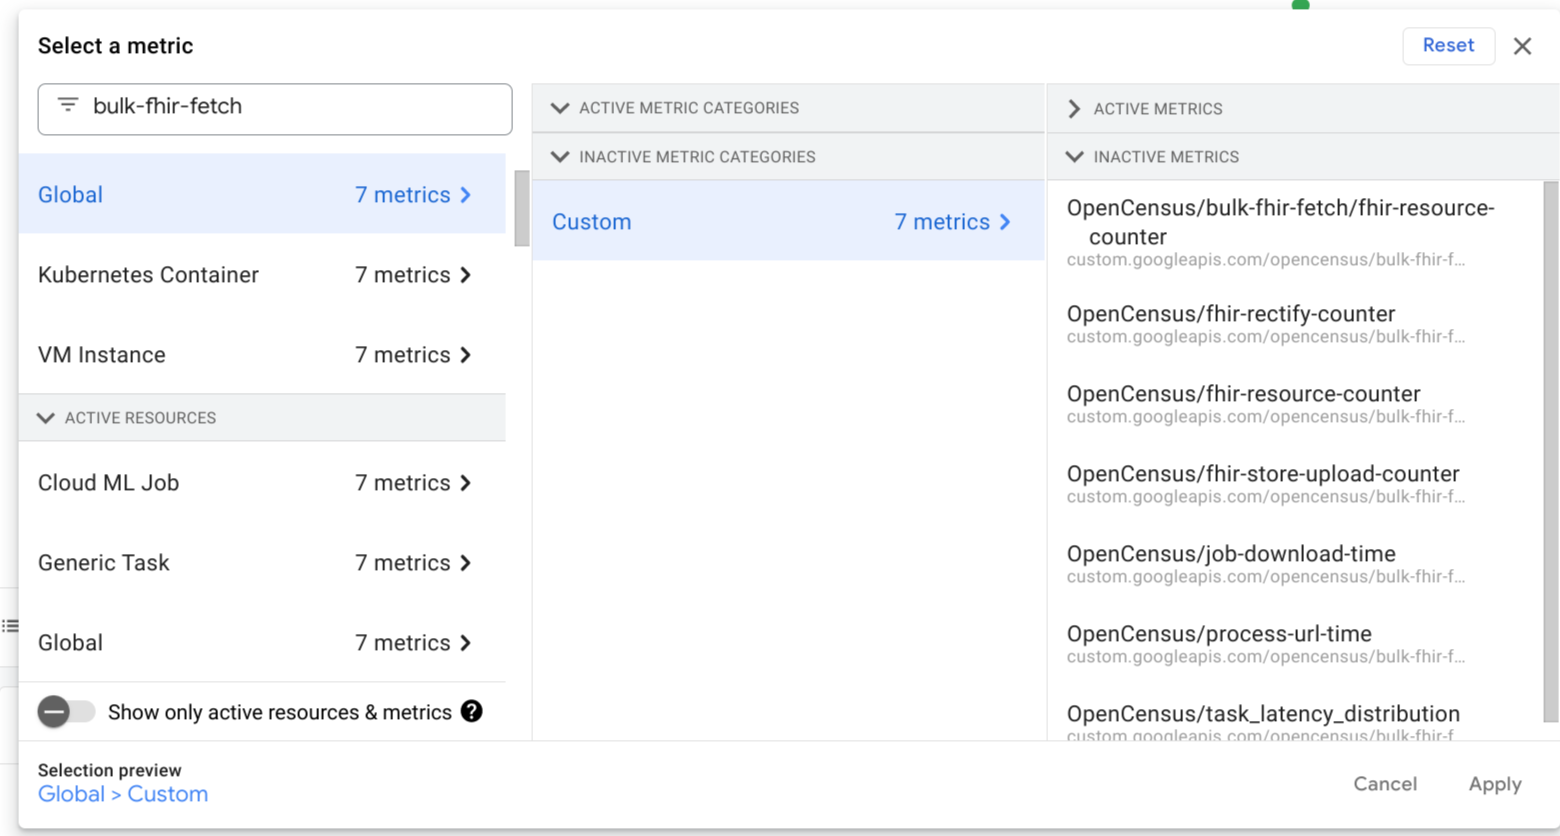 Select a metric
Reset
bulk-fhir-fetch
Global 7 metrics
Kubernetes Container 7 metrics
VM Instance 7 metrics
ACTIVE RESOURCES
Cloud ML Job 7 metrics
Generic Task 7 metrics
Global 7 metrics
Show only active resources & metrics ?
ACTIVE METRIC CATEGORIES
INACTIVE METRIC CATEGORIES
Custom 7 metrics
ACTIVE METRICS
INACTIVE METRICS
OpenCensus/bulk-fhir-fetch/fhir-resource-
counter
custom.googleapis.com/opencensus/bulk-fhir-f...
OpenCensus/fhir-rectify-counter
custom.googleapis.com/opencensus/bulk-fhir-f...
OpenCensus/fhir-resource-counter
custom.googleapis.com/opencensus/bulk-fhir-f...
OpenCensus/fhir-store-upload-counter
custom.googleapis.com/opencensus/bulk-fhir-f...
OpenCensus/job-download-time
custom.googleapis.com/opencensus/bulk-fhir-f...
OpenCensus/process-url-time
custom.googleapis.com/opencensus/bulk-fhir-f...
OpenCensus/task_latency_distribution
custom.googleapis.com/opencensus/bulk-fhir-f
Selection preview
Global > Custom
Cancel
Apply